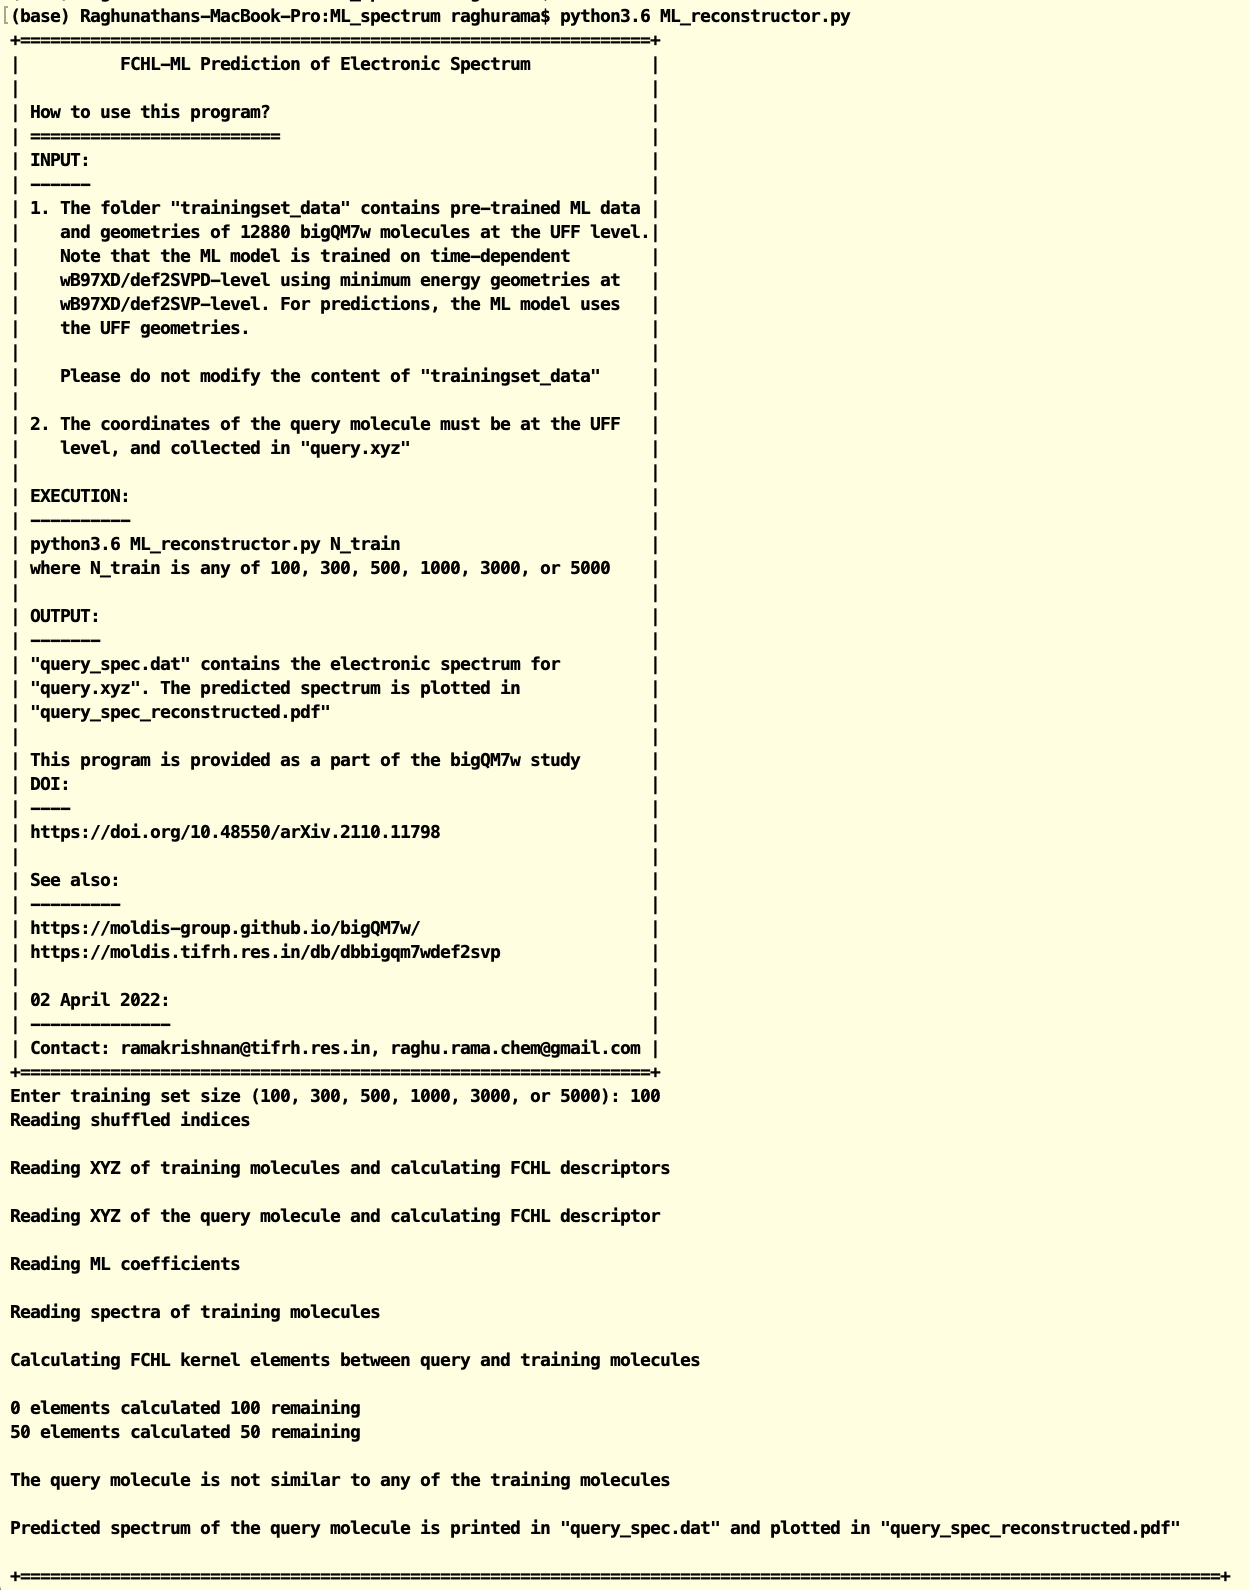 (base) Raghunathans-MacBook-Pro:ML_spectrum raghurama$ python3.6 ML_reconstructor.py
+===============================================================+
|          FCHL-ML Prediction of Electronic Spectrum            |
|                                                               |
| How to use this program?                                      |
| =========================                                     |
| INPUT:                                                        |
| ------                                                        |
| 1. The folder "trainingset_data" contains pre-trained ML data |
|    and geometries of 12880 bigQM7w molecules at the UFF level.|
|    Note that the ML model is trained on time-dependent        |
|    wB97XD/def2SVPD-level using minimum energy geometries at   |
|    wB97XD/def2SVP-level. For predictions, the ML model uses   |
|    the UFF geometries.                                        |
|                                                               |
|    Please do not modify the content of "trainingset_data"     |
|                                                               |
| 2. The coordinates of the query molecule must be at the UFF   |
|    level, and collected in "query.xyz"                        |
|                                                               |
| EXECUTION:                                                    |
| ----------                                                    |
| python3.6 ML_reconstructor.py N_train                         |
| where N_train is any of 100, 300, 500, 1000, 3000, or 5000    |
|                                                               |
| OUTPUT:                                                       |
| -------                                                       |
| "query_spec.dat" contains the electronic spectrum for         |
| "query.xyz". The predicted spectrum is plotted in             |
| "query_spec_reconstructed.pdf"                                |
|                                                               |
| This program is provided as a part of the bigQM7w study       |
| DOI:                                                          |
| ----                                                          |
| https://doi.org/10.48550/arXiv.2110.11798                     |
|                                                               |
| See also:                                                     |
| ---------                                                     |
| https://moldis-group.github.io/bigQM7w/                       |
| https://moldis.tifrh.res.in/db/dbbigqm7wdef2svp               |
|                                                               |
| 02 April 2022:                                                |
| --------------                                                |
| Contact: ramakrishnan@tifrh.res.in, raghu.rama.chem@gmail.com |
+===============================================================+
Enter training set size (100, 300, 500, 1000, 3000, or 5000): 100
Reading shuffled indices

Reading XYZ of training molecules and calculating FCHL descriptors

Reading XYZ of the query molecule and calculating FCHL descriptor

Reading ML coefficients

Reading spectra of training molecules

Calculating FCHL kernel elements between query and training molecules

0 elements calculated 100 remaining
50 elements calculated 50 remaining

The query molecule is not similar to any of the training molecules

Predicted spectrum of the query molecule is printed in "query_spec.dat" and plotted in "query_spec_reconstructed.pdf"

+========================================================================================================================+